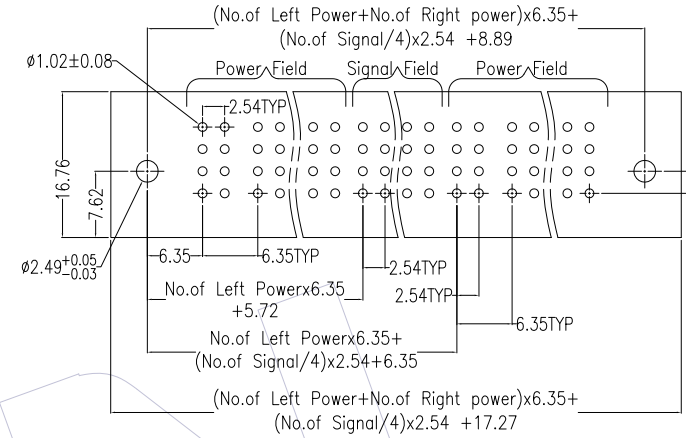 (No.of Left Power+No.of Right power)x6.35+
(No.of Signal/4)x2.54 +8.89
ø1.02±0.08
Power Field
Signal Field
Power Field
2.54TYP
16.76
7.62
ø2.49+0.05
-0.03
6.35
6.35TYP
2.54TYP
No.of Left Powerx6.35
+5.72
2.54TYP
6.35TYP
No.of Left Powerx6.35+
(No.of Signal/4)x2.54+6.35
(No.of Left Power+No.of Right power)x6.35+
(No.of Signal/4)x2.54 +17.27